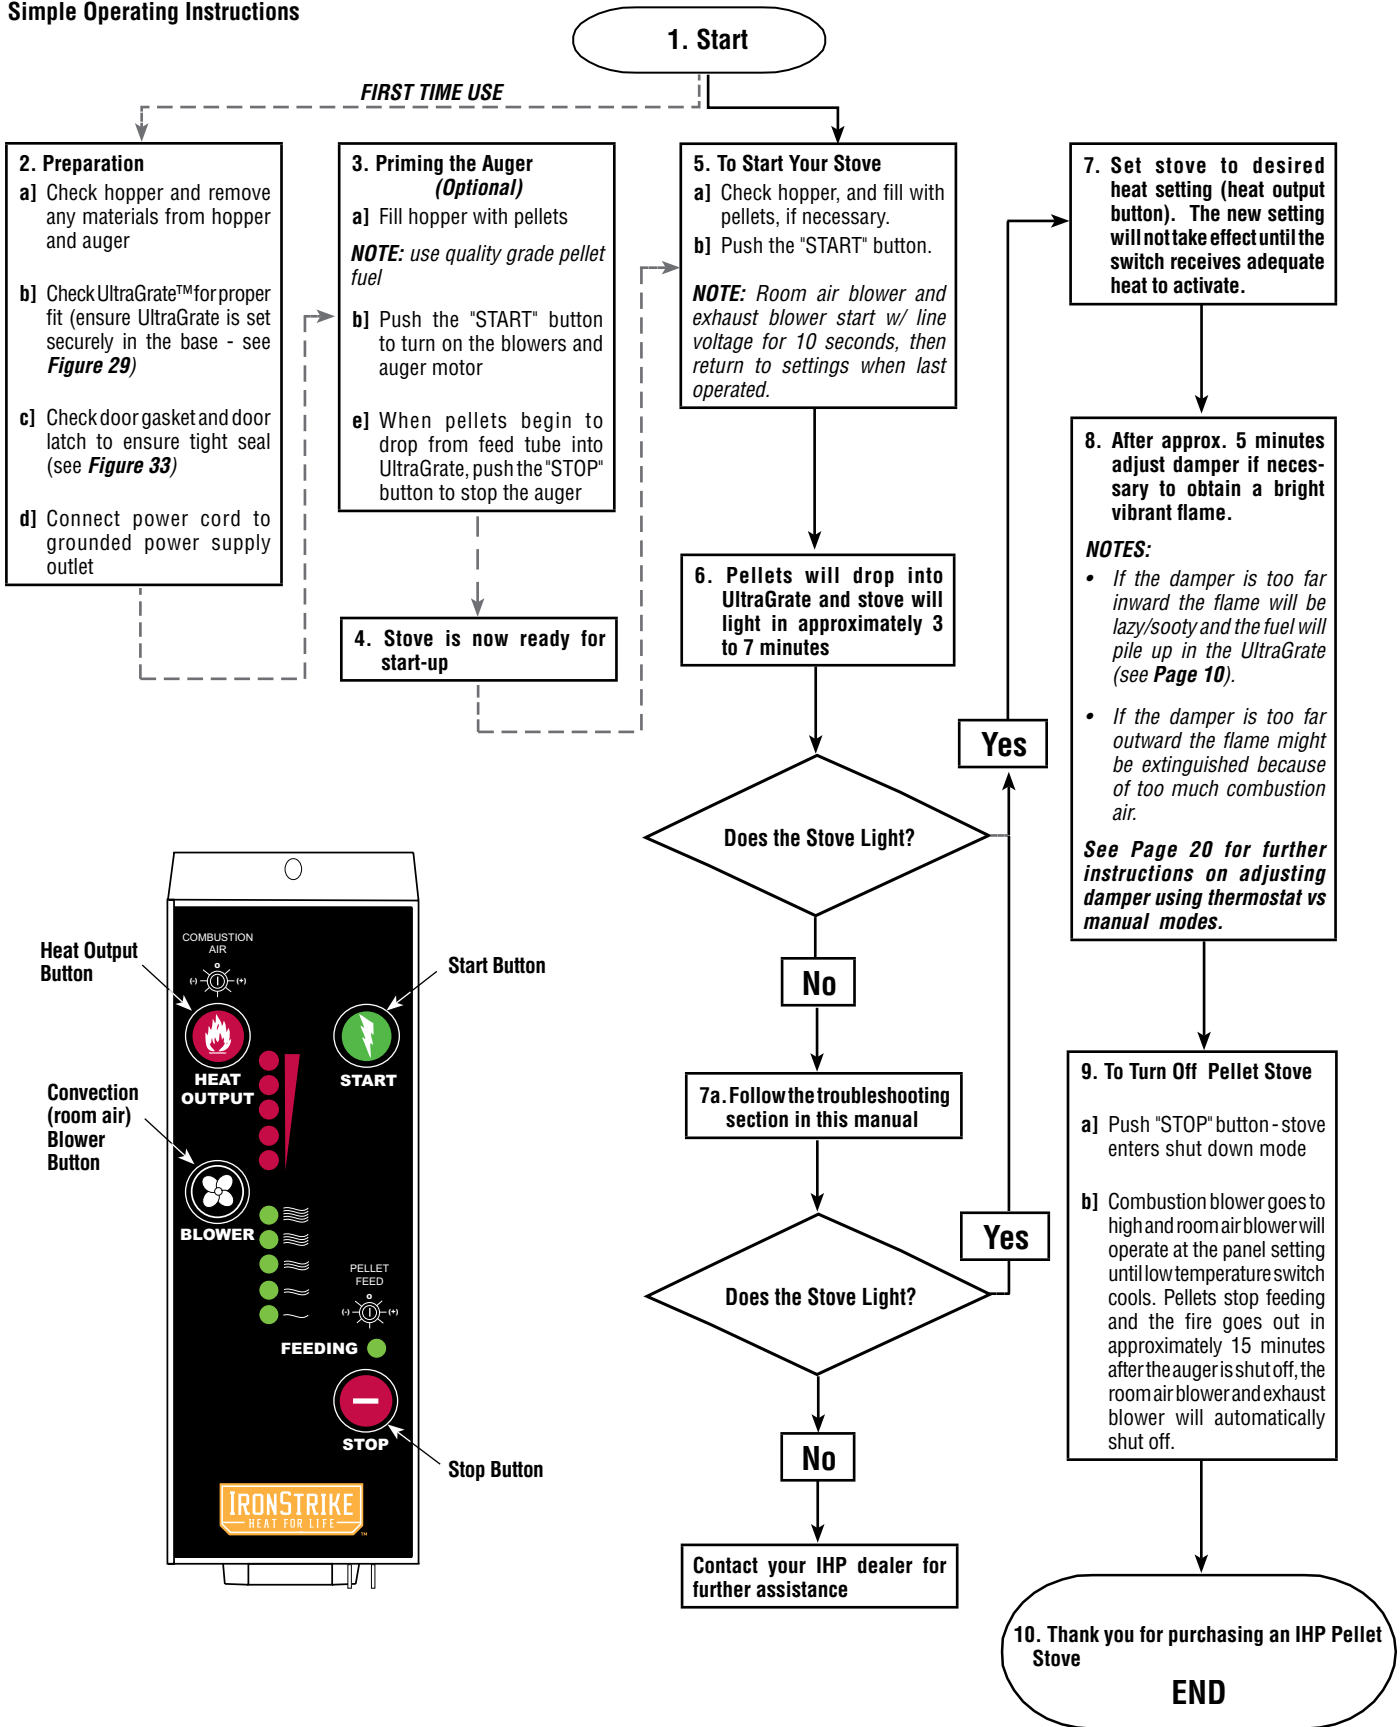 Simple Operating Instructions
1. Start
FIRST TIME USE
2. Preparation
a] Check hopper and remove
any materials from hopper
and auger
b] Check UltraGrate™ for proper
fit (ensure UltraGrate is set
securely in the base - see
Figure 29)
c] Check door gasket and door
latch to ensure tight seal
(see Figure 33)
d] Connect power cord to
grounded power supply
outlet
3. Priming the Auger
(Optional)
a] Fill hopper with pellets
NOTE: use quality grade pellet
fuel
b] Push the "START" button
to turn on the blowers and
auger motor
e] When pellets begin to
drop from feed tube into
UltraGrate, push the "STOP"
button to stop the auger
4. Stove is now ready for
start-up
5. To Start Your Stove
a] Check hopper, and fill with
pellets, if necessary.
b] Push the "START" button.
NOTE: Room air blower and
exhaust blower start w/ line
voltage for 10 seconds, then
return to settings when last
operated.
6. Pellets will drop into
UltraGrate and stove will
light in approximately 3
to 7 minutes
Does the Stove Light?
Yes
No
7a. Follow the troubleshooting
section in this manual
Does the Stove Light?
Yes
No
Contact your IHP dealer for
further assistance
7. Set stove to desired
heat setting (heat output
button). The new setting
will not take effect until the
switch receives adequate
heat to activate.
8. After approx. 5 minutes
adjust damper if neces-
sary to obtain a bright
vibrant flame.
NOTES:
• If the damper is too far
inward the flame will be
lazy/sooty and the fuel will
pile up in the UltraGrate
(see Page 10).
• If the damper is too far
outward the flame might
be extinguished because
of too much combustion
air.
See Page 20 for further
instructions on adjusting
damper using thermostat vs
manual modes.
9. To Turn Off Pellet Stove
a] Push "STOP" button - stove
enters shut down mode
b] Combustion blower goes to
high and room air blower will
operate at the panel setting
until low temperature switch
cools. Pellets stop feeding
and the fire goes out in
approximately 15 minutes
after the auger is shut off, the
room air blower and exhaust
blower will automatically
shut off.
10. Thank you for purchasing an IHP Pellet
Stove
END
Heat Output
Button
Start Button
Convection
(room air)
Blower
Button
Stop Button
COMBUSTION
AIR
O
(-) (+)
HEAT
OUTPUT
START
BLOWER
PELLET
FEED
O
(-) (+)
FEEDING
STOP
IRONSTRIKE
HEAT FOR LIFE
™